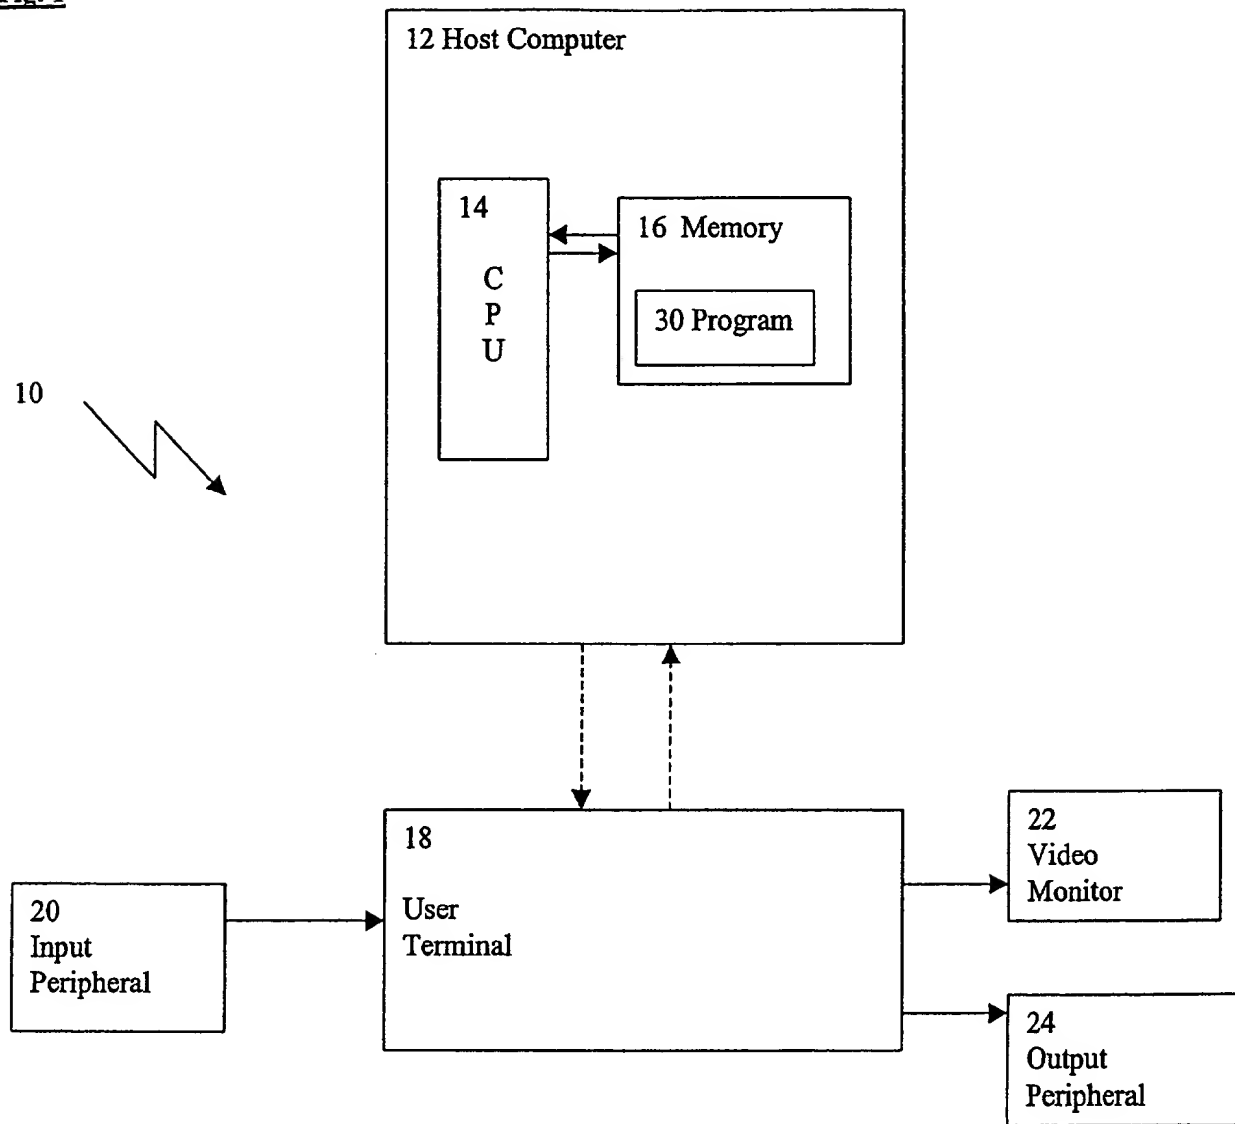 12 Host Computer
14
C
P
U
16 Memory
30 Program
10
18
User
Terminal
20
Input
Peripheral
22
Video
Monitor
24
Output
Peripheral